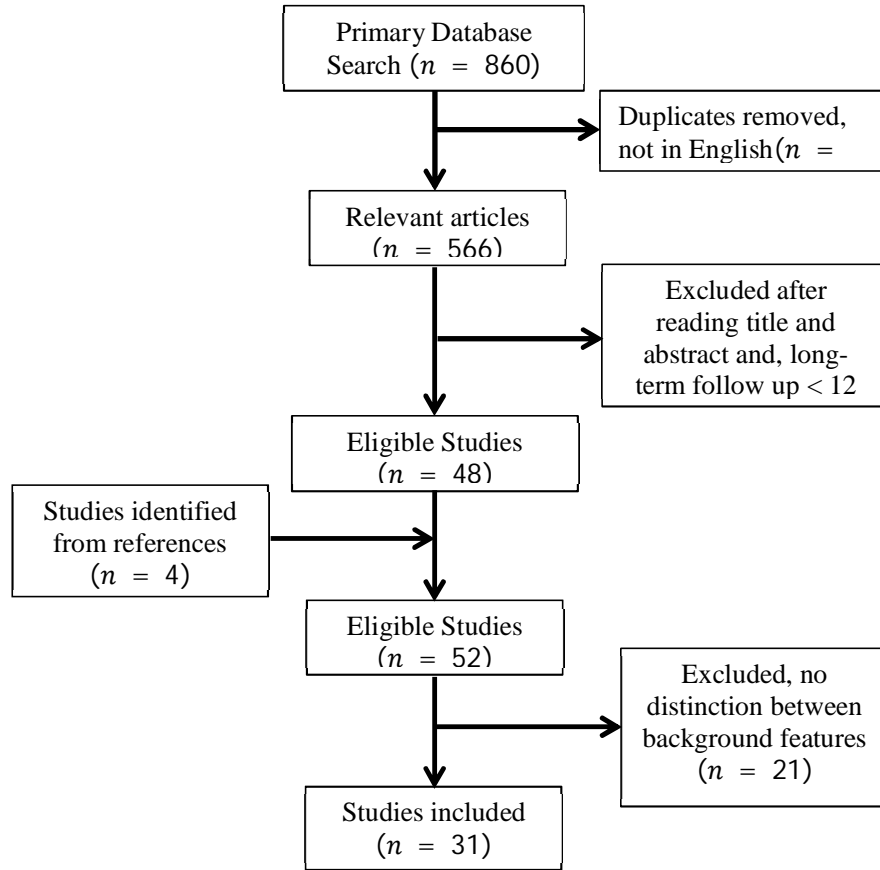 Primary Database
Search (𝑛 = 860)
Duplicates removed,
not in English(𝑛 =
Relevant articles
(𝑛 = 566)
Excluded after
reading title and
abstract and, long-
term follow up < 12
Eligible Studies
(𝑛 = 48)
Studies identified
from references
(𝑛 = 4)
Eligible Studies
(𝑛 = 52)
Excluded, no
distinction between
background features
(𝑛 = 21)
Studies included
(𝑛 = 31)